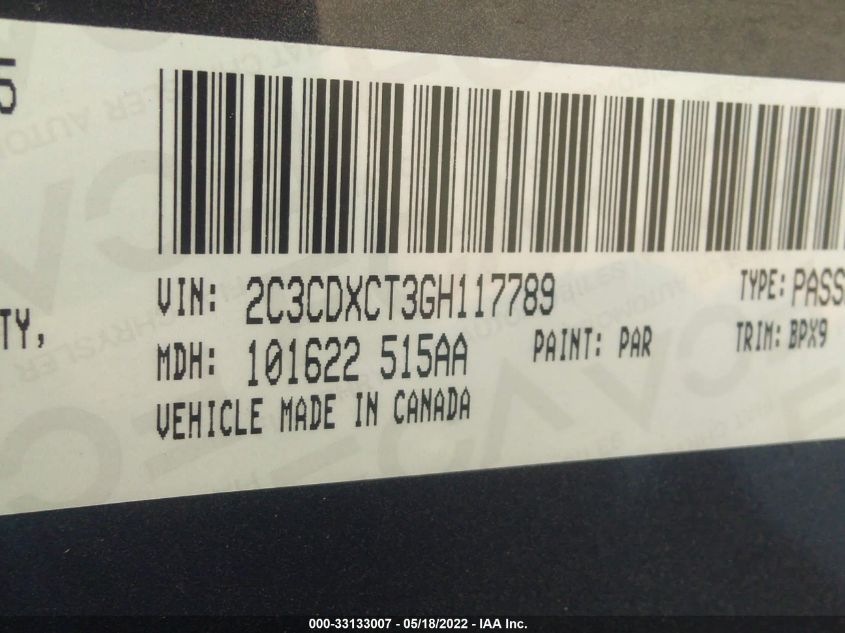 5
VIN: 2C3CDXCT3GH117789 TYPE: PASS
TY,
MDH: 101622 515AA PAINT: PAR TRIM: BPX9
VEHICLE MADE IN CANADA
000-33133007 - 05/18/2022 - IAA Inc.